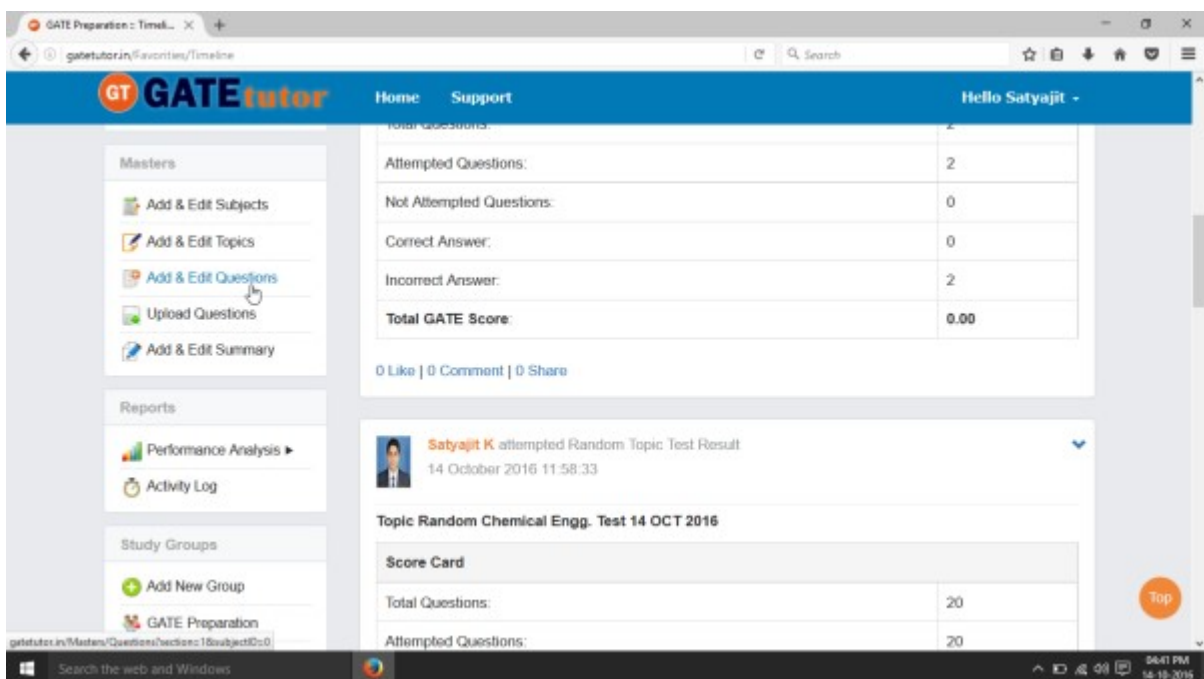 GATE Preparation :: Timel...
gatetutor.in/Favorities/Timeline
Search
GT GATEtutor
Home Support Hello Satyajit
Total Questions: 2
Attempted Questions: 2
Not Attempted Questions: 0
Correct Answer: 0
Incorrect Answer: 2
Total GATE Score: 0.00
0 Like | 0 Comment | 0 Share
Masters
Add & Edit Subjects
Add & Edit Topics
Add & Edit Questions
Upload Questions
Add & Edit Summary
Reports
Performance Analysis
Activity Log
Study Groups
Add New Group
GATE Preparation
Satyajit K attempted Random Topic Test Result
14 October 2016 11:58:33
Topic Random Chemical Engg. Test 14 OCT 2016
Score Card
Total Questions: 20
Attempted Questions: 20
Top
gatetutor.in/Masters/Questions?section=1&subjectID=0
Search the web and Windows
04:41 PM
14-10-2016